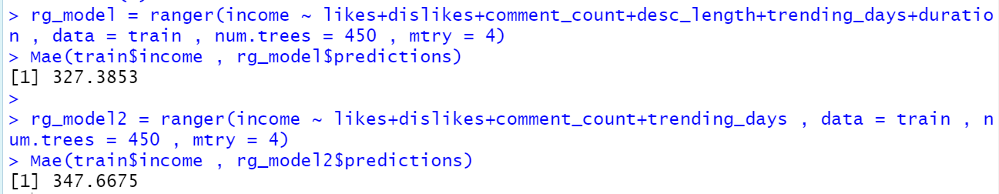 > rg_model = ranger(income ~ likes+dislikes+comment_count+desc_length+trending_days+duratio
n , data = train , num.trees = 450 , mtry = 4)
> Mae(train$income , rg_model$predictions)
[1] 327.3853
>
> rg_model2 = ranger(income ~ likes+dislikes+comment_count+trending_days , data = train , n
um.trees = 450 , mtry = 4)
> Mae(train$income , rg_model2$predictions)
[1] 347.6675